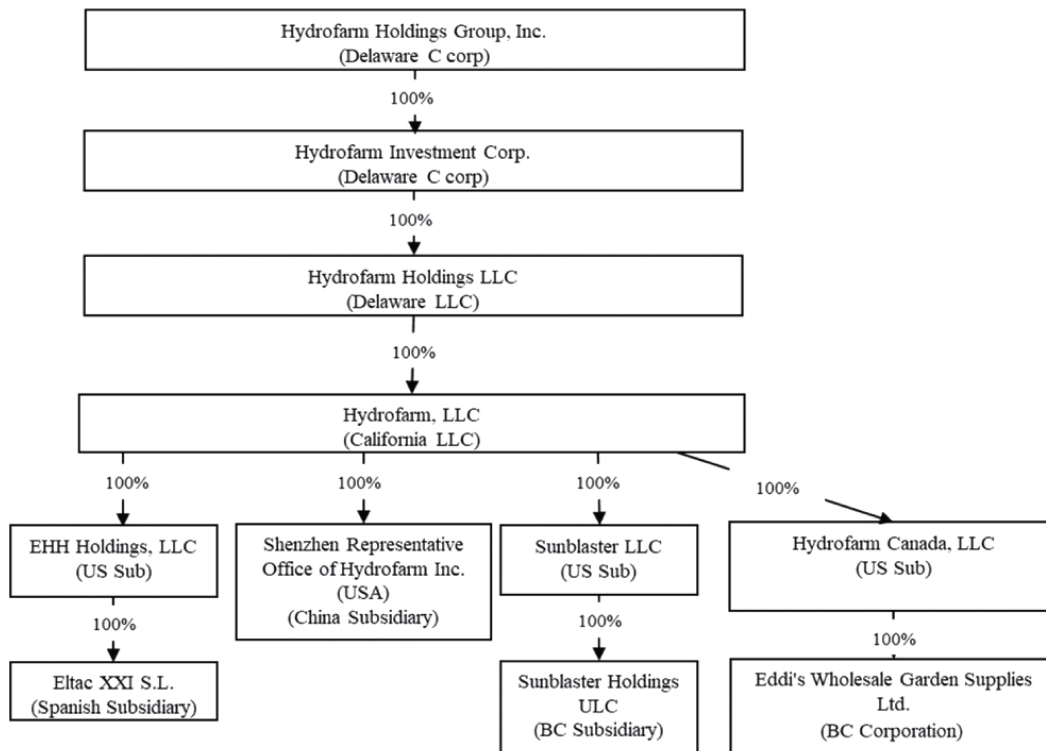 Hydrofarm Holdings Group, Inc.
(Delaware C corp)
100%
Hydrofarm Investment Corp.
(Delaware C corp)
100%
Hydrofarm Holdings LLC
(Delaware LLC)
100%
Hydrofarm, LLC
(California LLC)
100%
100%
100%
100%
EHH Holdings, LLC
(US Sub)
Shenzhen Representative
Office of Hydrofarm Inc.
(USA)
(China Subsidiary)
Sunblaster LLC
(US Sub)
Hydrofarm Canada, LLC
(US Sub)
100%
100%
100%
Eltac XXI S.L.
(Spanish Subsidiary)
Sunblaster Holdings
ULC
(BC Subsidiary)
Eddi's Wholesale Garden Supplies
Ltd.
(BC Corporation)